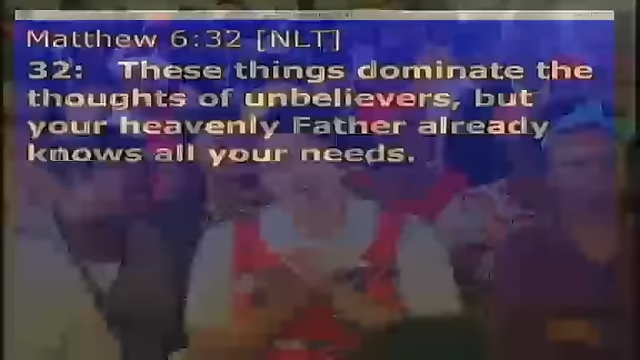 Matthew 6:32 [NLT]
32: These things dominate the
thoughts of unbelievers, but
your heavenly Father already
knows all your needs.